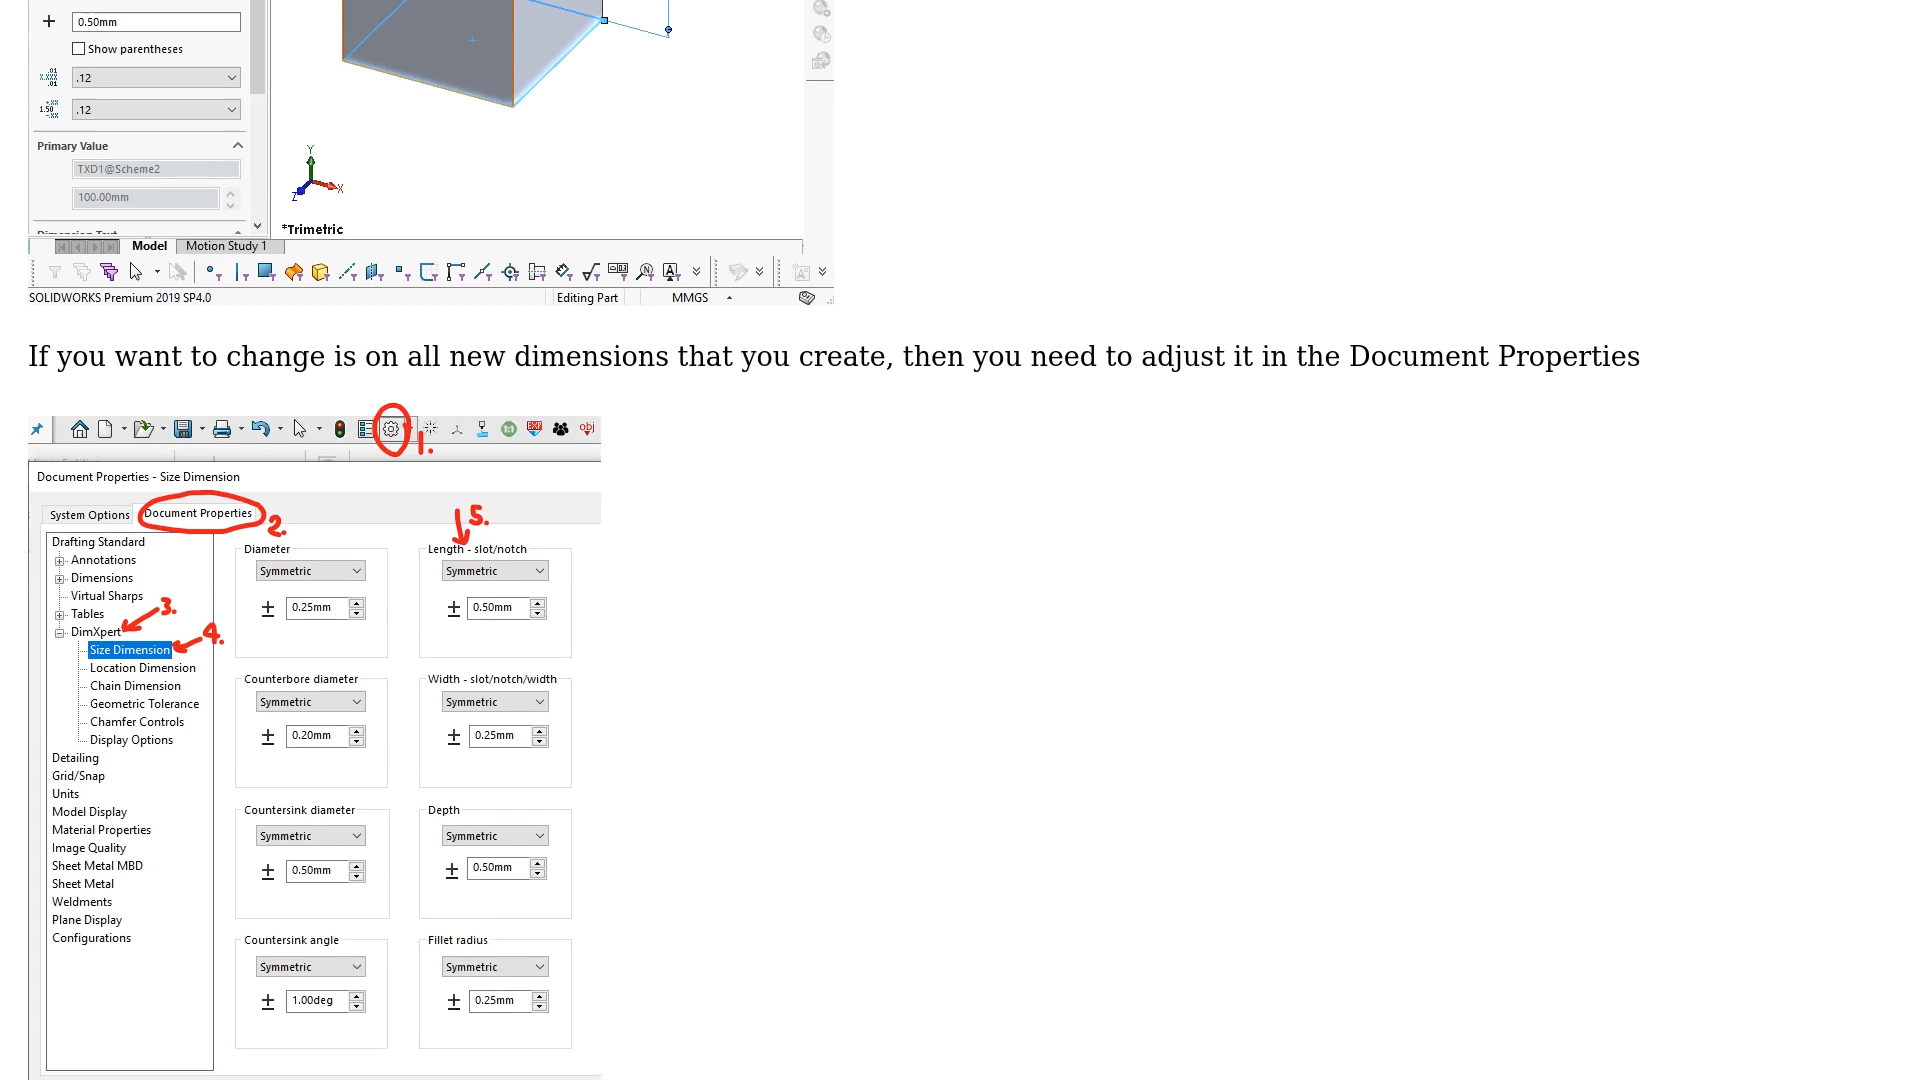 0.50mm
Show parentheses
.12
.12
Primary Value
TXD1@Scheme2
100.00mm
Y
X
Z
*Trimetric
Model Motion Study 1
SOLIDWORKS Premium 2019 SP4.0 Editing Part MMGS
If you want to change is on all new dimensions that you create, then you need to adjust it in the Document Properties
1.
Document Properties - Size Dimension
System Options Document Properties
2.
5.
Drafting Standard
Annotations
Dimensions
Virtual Sharps
Tables
3.
DimXpert
4.
Size Dimension
Location Dimension
Chain Dimension
Geometric Tolerance
Chamfer Controls
Display Options
Detailing
Grid/Snap
Units
Model Display
Material Properties
Image Quality
Sheet Metal MBD
Sheet Metal
Weldments
Plane Display
Configurations
Diameter
Symmetric
± 0.25mm
Length - slot/notch
Symmetric
± 0.50mm
Counterbore diameter
Symmetric
± 0.20mm
Width - slot/notch/width
Symmetric
± 0.25mm
Countersink diameter
Symmetric
± 0.50mm
Depth
Symmetric
± 0.50mm
Countersink angle
Symmetric
± 1.00deg
Fillet radius
Symmetric
± 0.25mm